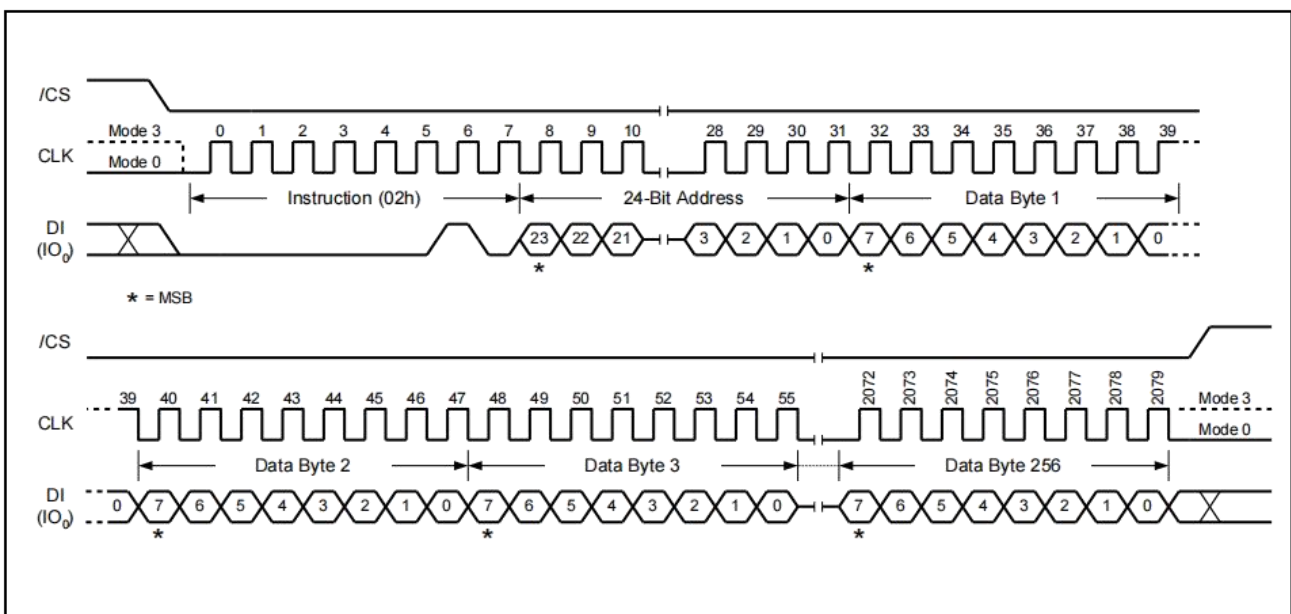 /CS
Mode 3 0 1 2 3 4 5 6 7 8 9 10 28 29 30 31 32 33 34 35 36 37 38 39
CLK
Mode 0
Instruction (02h) 24-Bit Address Data Byte 1
DI
(IO0) 23 22 21 3 2 1 0 7 6 5 4 3 2 1 0
* *
* = MSB
/CS
39 40 41 42 43 44 45 46 47 48 49 50 51 52 53 54 55 2072 2073 2074 2075 2076 2077 2078 2079 Mode 3
CLK
Mode 0
Data Byte 2 Data Byte 3 Data Byte 256
DI
(IO0) 0 7 6 5 4 3 2 1 0 7 6 5 4 3 2 1 0 7 6 5 4 3 2 1 0
* * *